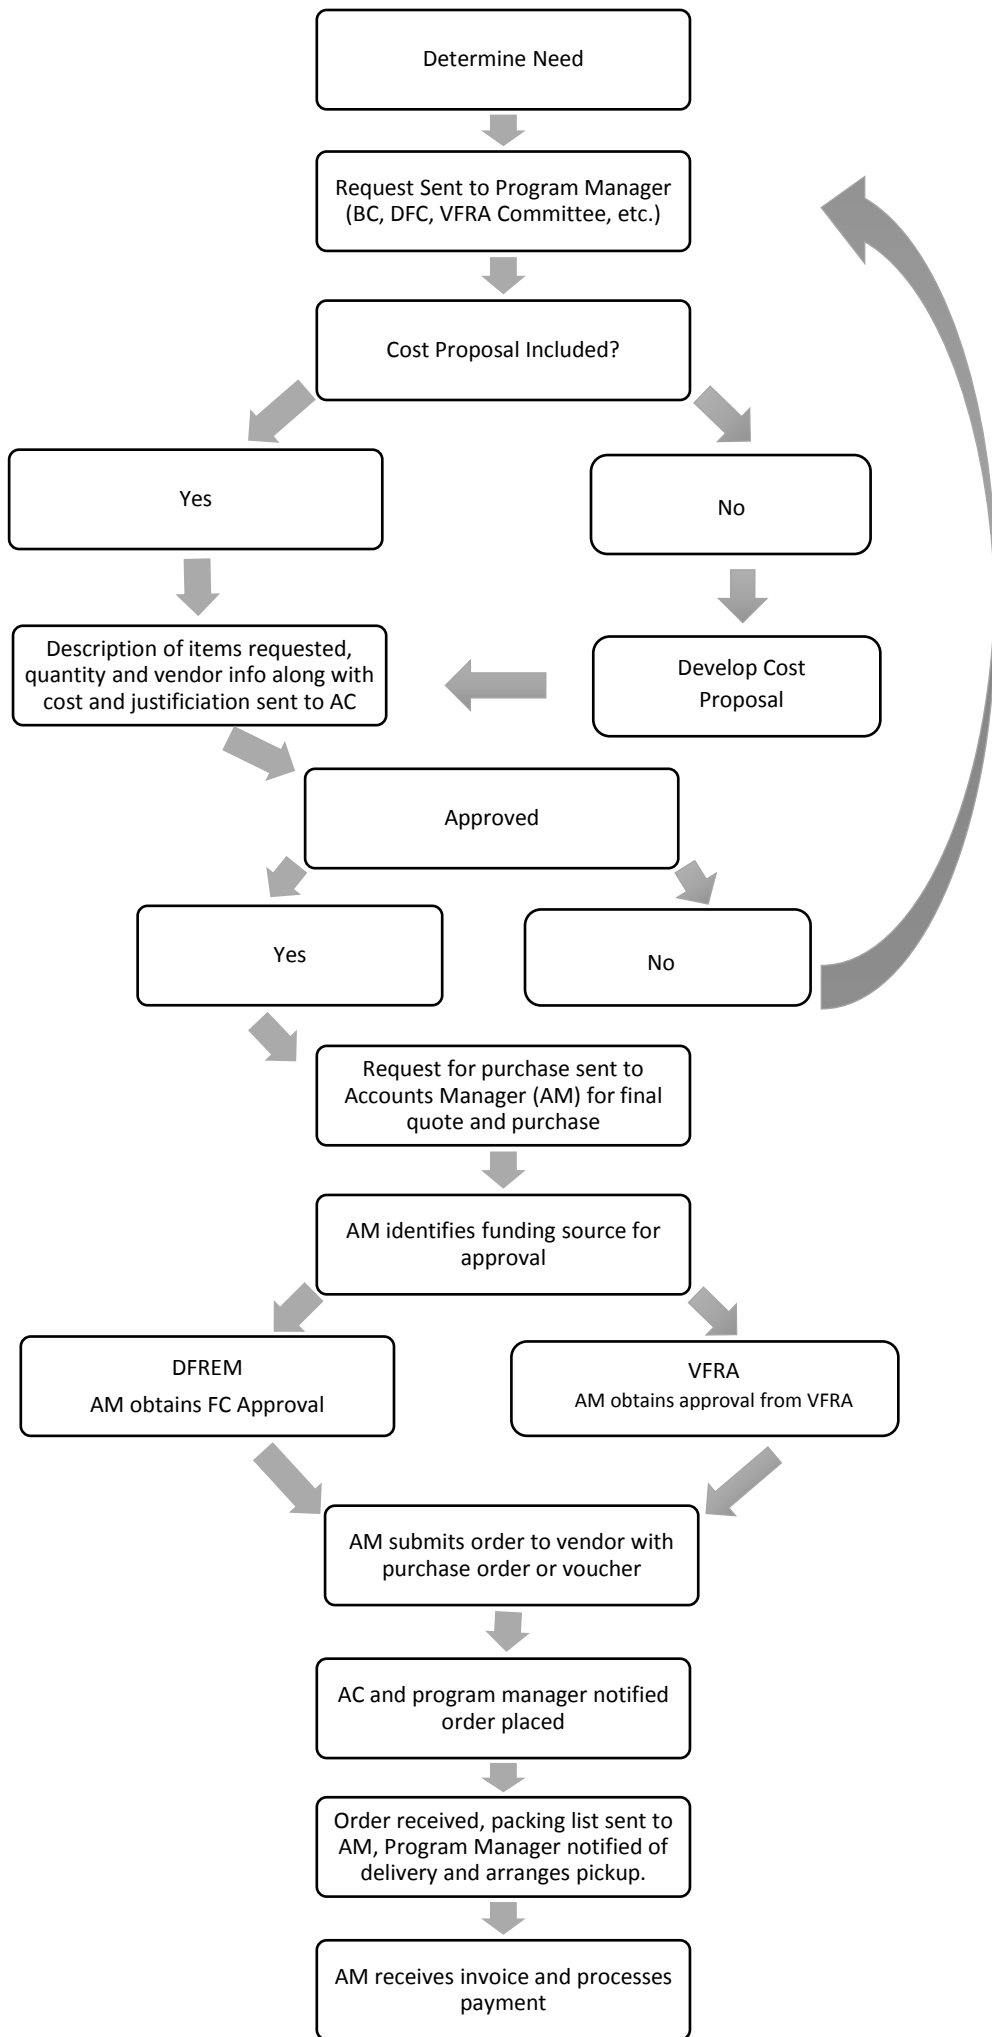 Determine Need
Request Sent to Program Manager
(BC, DFC, VFRA Committee, etc.)
Cost Proposal Included?
Yes
No
Description of items requested,
quantity and vendor info along with
cost and justificiation sent to AC
Develop Cost
Proposal
Approved
Yes
No
Request for purchase sent to
Accounts Manager (AM) for final
quote and purchase
AM identifies funding source for
approval
DFREM
AM obtains FC Approval
VFRA
AM obtains approval from VFRA
AM submits order to vendor with
purchase order or voucher
AC and program manager notified
order placed
Order received, packing list sent to
AM, Program Manager notified of
delivery and arranges pickup.
AM receives invoice and processes
payment